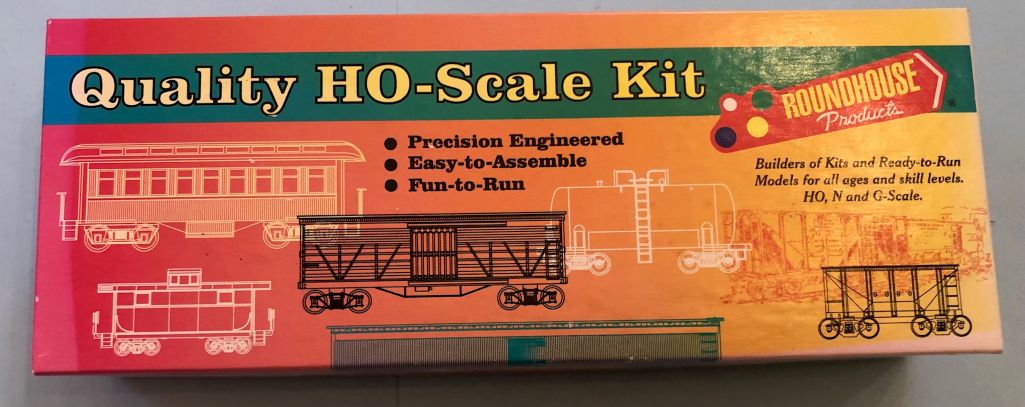 Quality HO-Scale Kit
ROUNDHOUSE
Products
®
● Precision Engineered
● Easy-to-Assemble
● Fun-to-Run
Builders of Kits and Ready-to-Run
Models for all ages and skill levels.
HO, N and G-Scale.